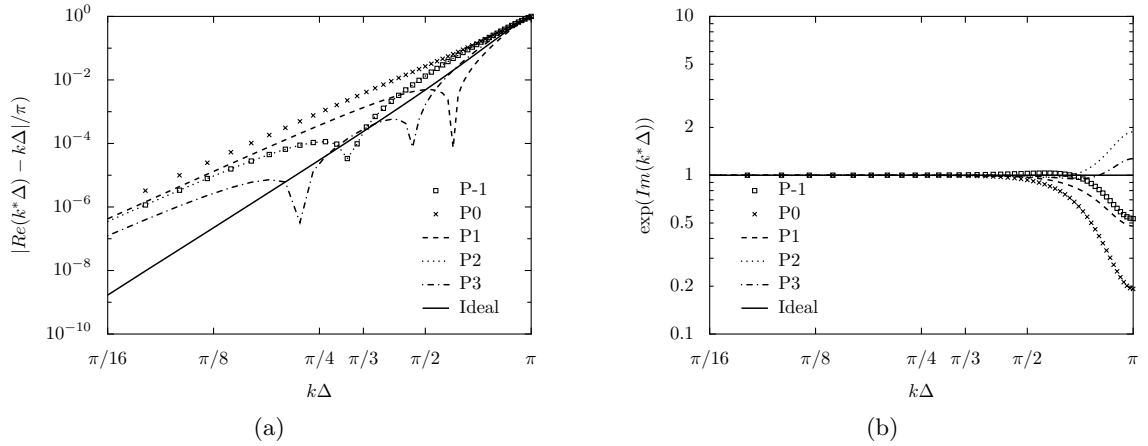 |Re(k*Δ) − kΔ|/π
10⁰
10⁻²
10⁻⁴
10⁻⁶
10⁻⁸
10⁻¹⁰
P-1
P0
P1
P2
P3
Ideal
π/16 π/8 π/4 π/3 π/2 π
kΔ
(a)
exp(Im(k*Δ))
10
5
2
1
0.5
0.2
0.1
P-1
P0
P1
P2
P3
Ideal
π/16 π/8 π/4 π/3 π/2 π
kΔ
(b)